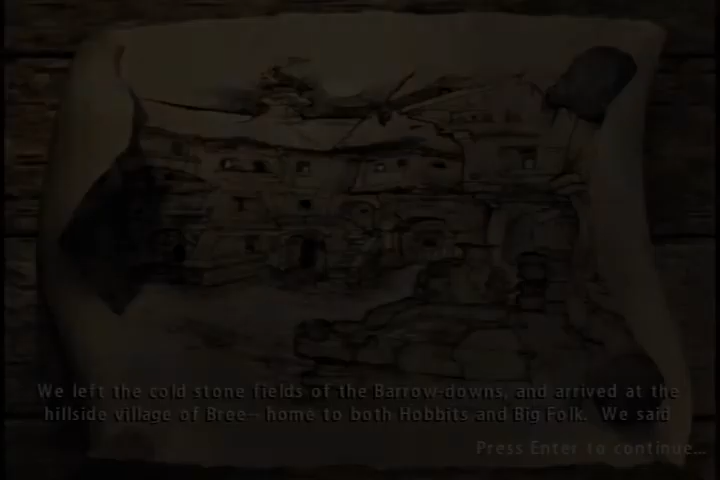 We left the cold stone fields of the Barrow-downs, and arrived at the
hillside village of Bree-- home to both Hobbits and Big Folk. We said
Press Enter to continue...